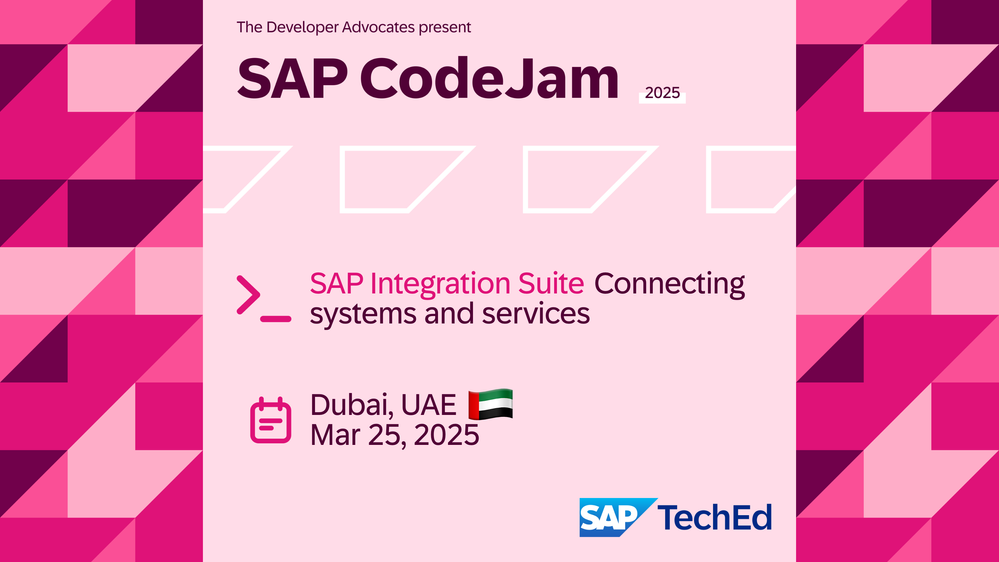 The Developer Advocates present
SAP CodeJam 2025
SAP Integration Suite Connecting
systems and services
Dubai, UAE 🇦🇪
Mar 25, 2025
SAP TechEd